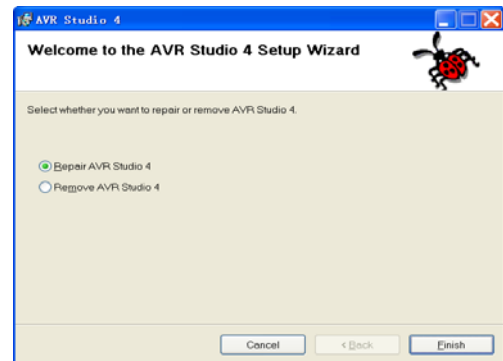 AVR Studio 4
Welcome to the AVR Studio 4 Setup Wizard
Select whether you want to repair or remove AVR Studio 4.
Repair AVR Studio 4
Remove AVR Studio 4
Cancel
< Back
Finish